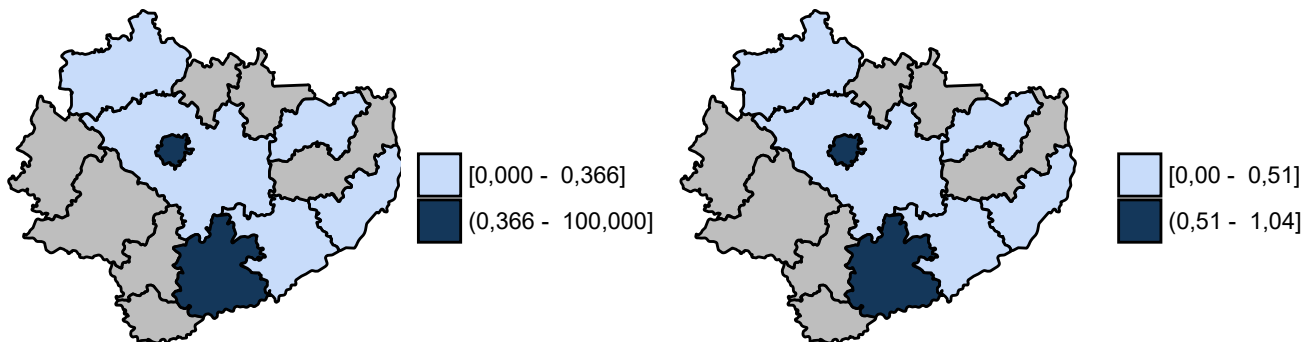 [0,000 - 0,366]
(0,366 - 100,000]
[0,00 - 0,51]
(0,51 - 1,04]